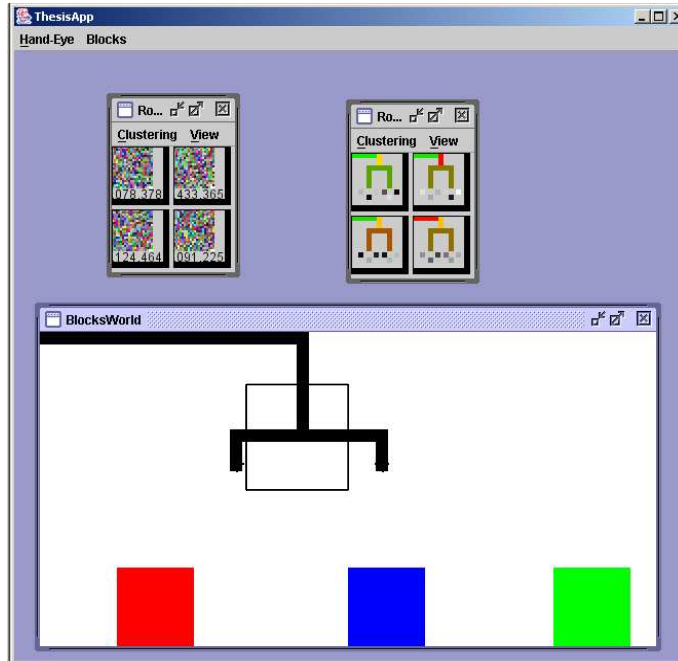 ThesisApp
Hand-Eye Blocks
Ro...
Clustering View
078.378 433.365
124.464 091.225
Ro...
Clustering View
BlocksWorld